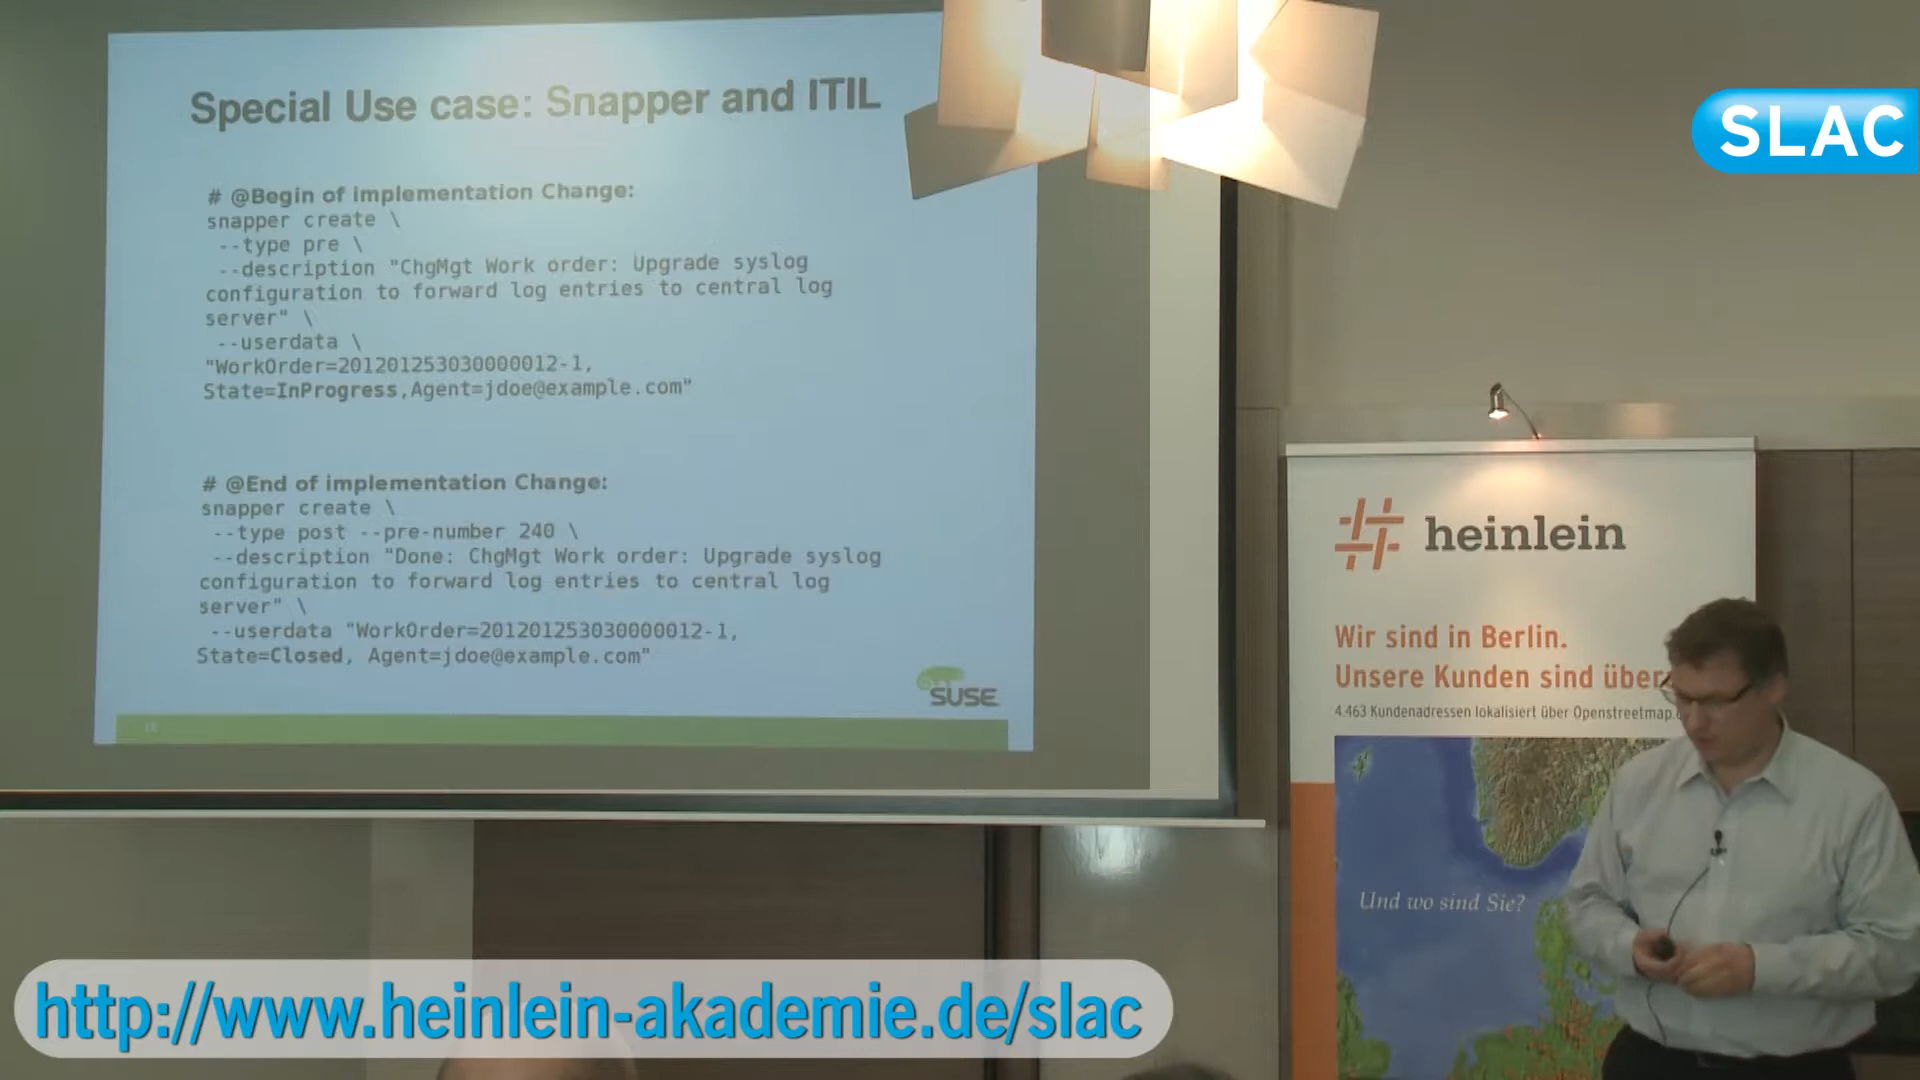 Special Use case: Snapper and ITIL
# @Begin of implementation Change:
snapper create \
--type pre \
--description "ChgMgt Work order: Upgrade syslog
configuration to forward log entries to central log
server" \
--userdata \
"WorkOrder=201201253030000012-1,
State=InProgress,Agent=jdoe@example.com"
# @End of implementation Change:
snapper create \
--type post --pre-number 240 \
--description "Done: ChgMgt Work order: Upgrade syslog
configuration to forward log entries to central log
server" \
--userdata "WorkOrder=201201253030000012-1,
State=Closed, Agent=jdoe@example.com"
SUSE
SLAC
heinlein
Wir sind in Berlin.
Unsere Kunden sind über
4.463 Kundenadressen lokalisiert über Openstreetmap.
Und wo sind Sie?
http://www.heinlein-akademie.de/slac